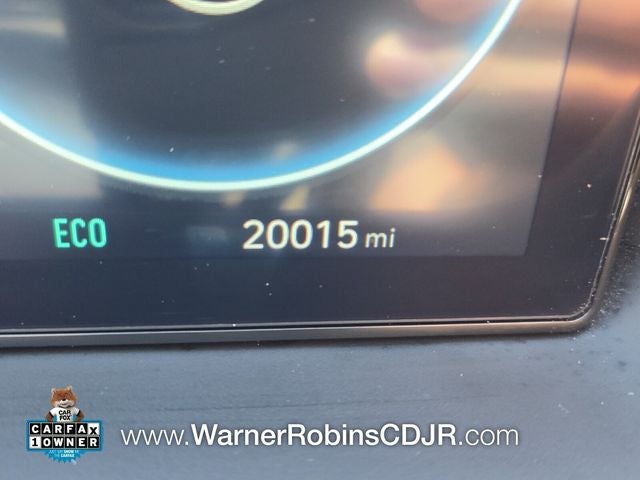 ECO 20015 mi
CAR
FOX
CARFAX
1 OWNER
www.WarnerRobinsCDJR.com